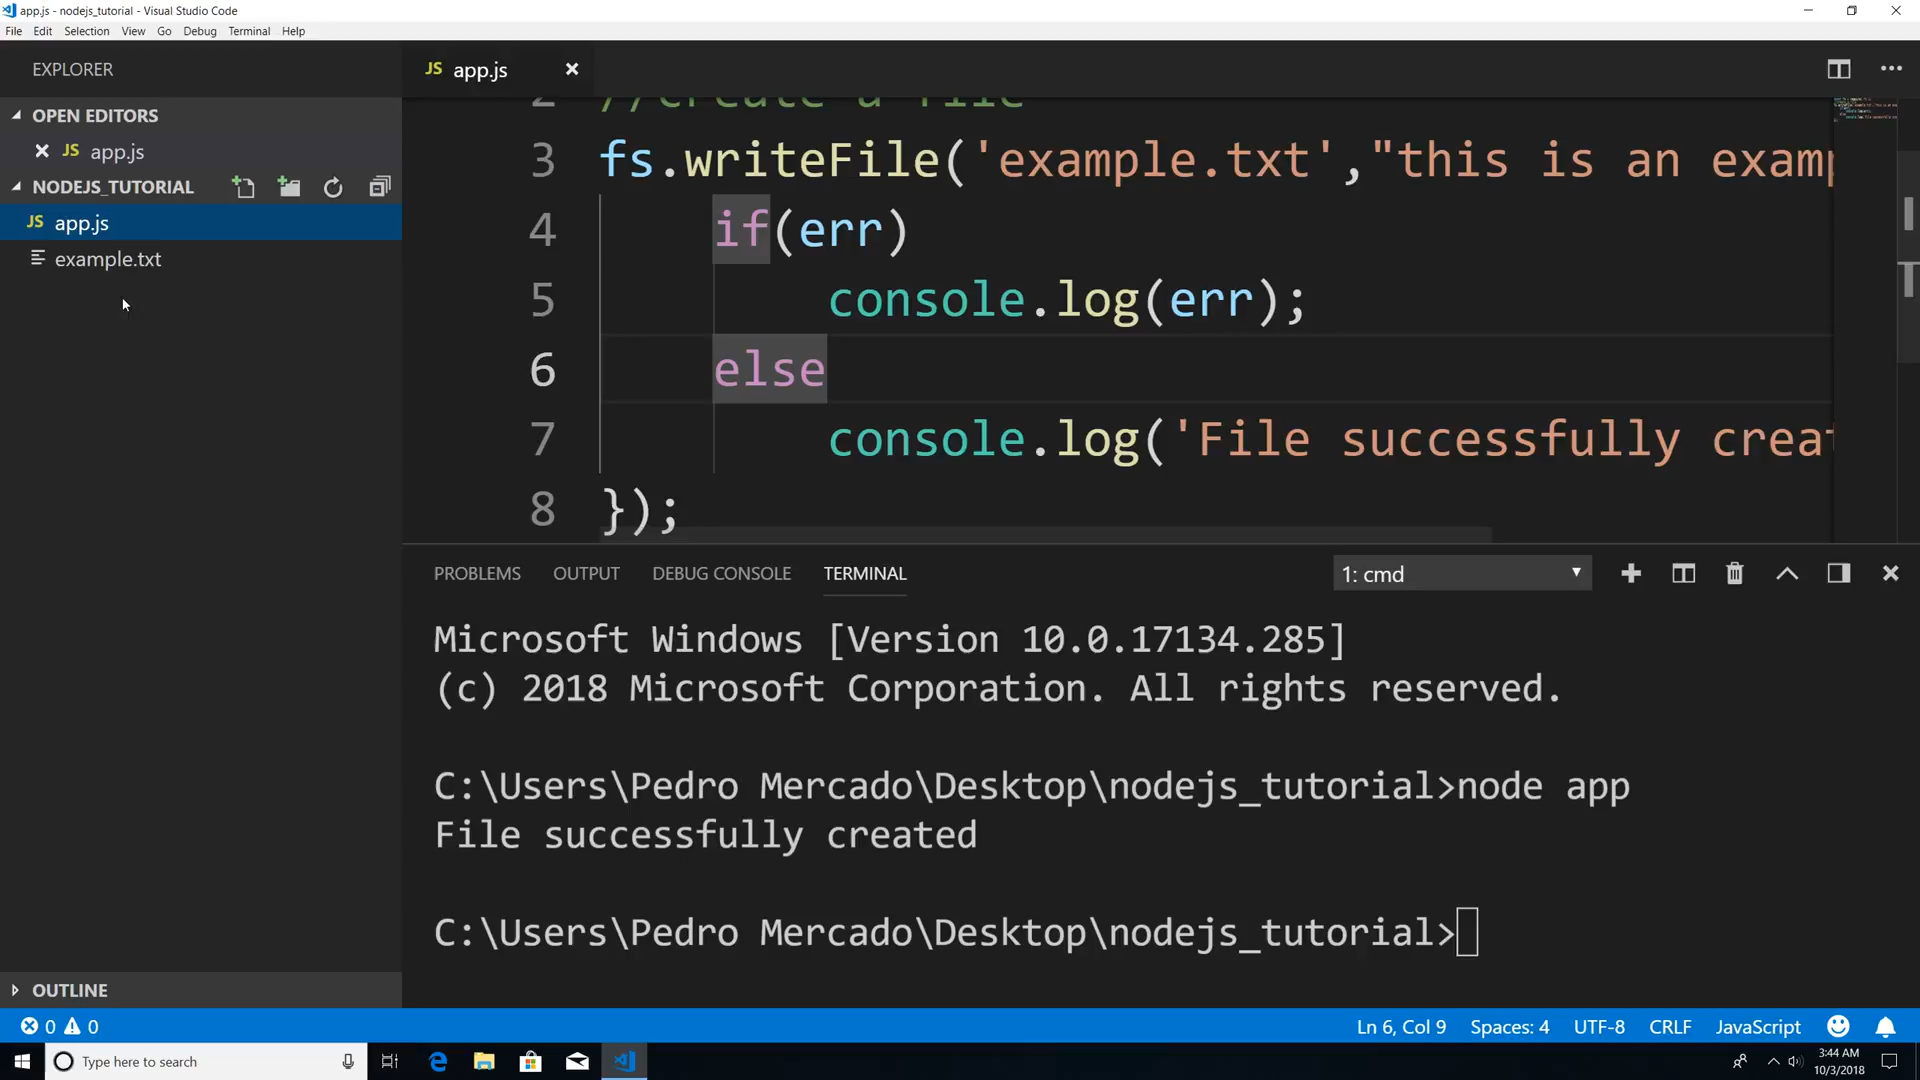 app.js - nodejs_tutorial - Visual Studio Code
File Edit Selection View Go Debug Terminal Help
EXPLORER
OPEN EDITORS
JS app.js
NODEJS_TUTORIAL
JS app.js
example.txt
OUTLINE
JS app.js
2 //create a file
3 fs.writeFile('example.txt',"this is an examp
4 if(err)
5 console.log(err);
6 else
7 console.log('File successfully creat
8 });
PROBLEMS OUTPUT DEBUG CONSOLE TERMINAL 1: cmd
Microsoft Windows [Version 10.0.17134.285]
(c) 2018 Microsoft Corporation. All rights reserved.
C:\Users\Pedro Mercado\Desktop\nodejs_tutorial>node app
File successfully created
C:\Users\Pedro Mercado\Desktop\nodejs_tutorial>
0 0 Ln 6, Col 9 Spaces: 4 UTF-8 CRLF JavaScript
Type here to search
3:44 AM
10/3/2018